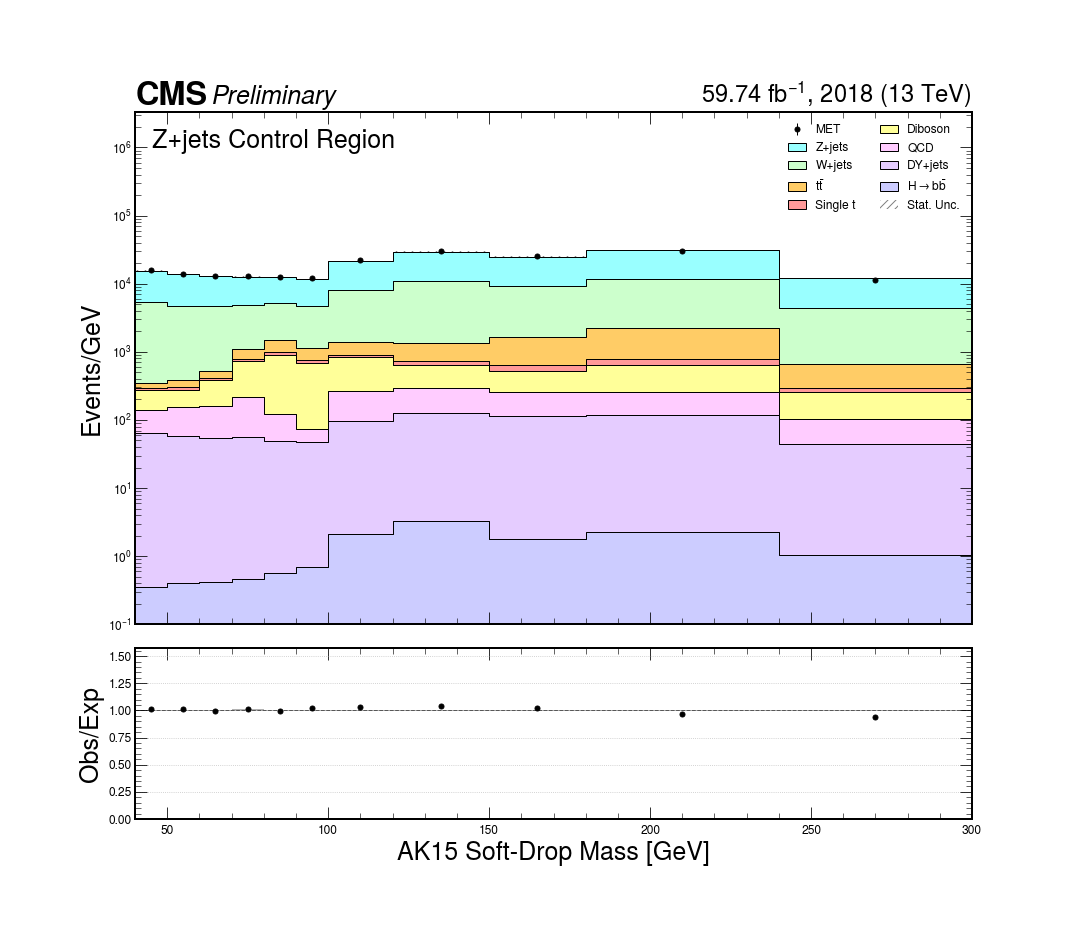 CMS Preliminary
59.74 fb⁻¹, 2018 (13 TeV)
Z+jets Control Region
MET
Z+jets
W+jets
tt̄
Single t
Diboson
QCD
DY+jets
H→bb̄
Stat. Unc.
Events/GeV
10⁶
10⁵
10⁴
10³
10²
10¹
10⁰
10⁻¹
Obs/Exp
1.50
1.25
1.00
0.75
0.50
0.25
0.00
50 100 150 200 250 300
AK15 Soft-Drop Mass [GeV]